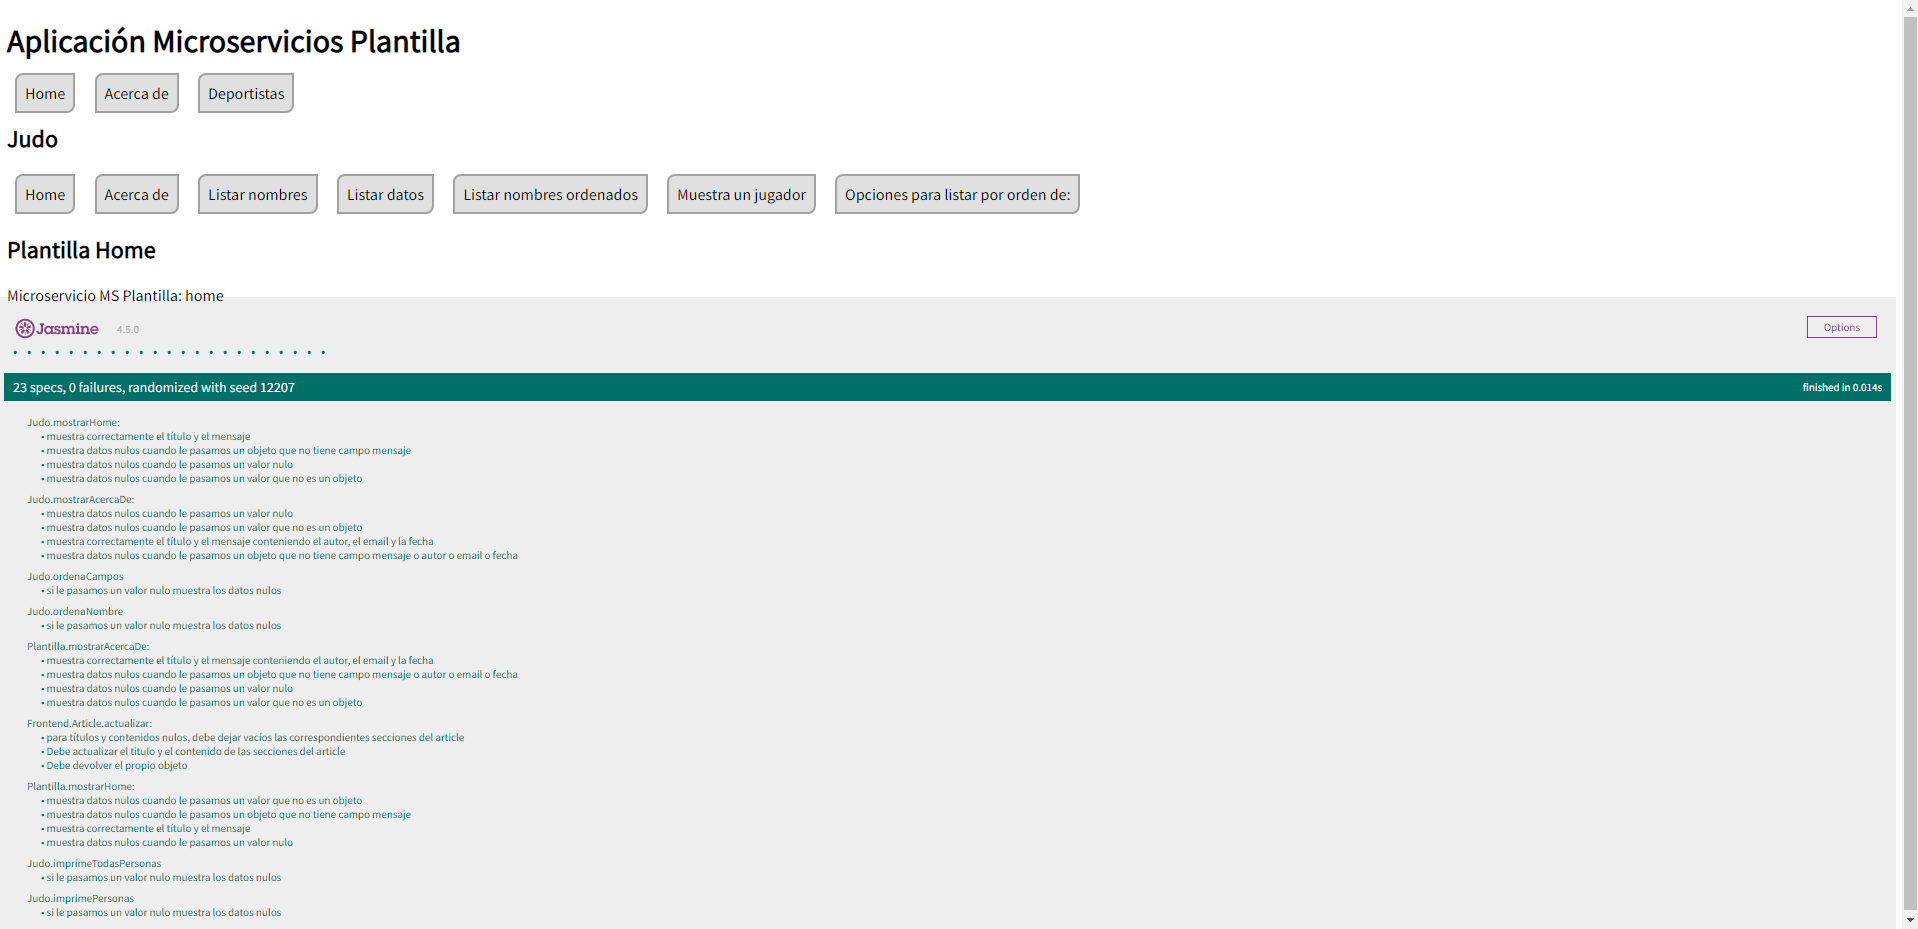 Aplicación Microservicios Plantilla
Home Acerca de Deportistas
Judo
Home Acerca de Listar nombres Listar datos Listar nombres ordenados Muestra un jugador Opciones para listar por orden de:
Plantilla Home
Microservicio MS Plantilla: home
Jasmine 4.5.0 Options
• • • • • • • • • • • • • • • • • • • • • • •
23 specs, 0 failures, randomized with seed 12207 finished in 0.014s
Judo.mostrarHome:
• muestra correctamente el título y el mensaje
• muestra datos nulos cuando le pasamos un objeto que no tiene campo mensaje
• muestra datos nulos cuando le pasamos un valor nulo
• muestra datos nulos cuando le pasamos un valor que no es un objeto
Judo.mostrarAcercaDe:
• muestra datos nulos cuando le pasamos un valor nulo
• muestra datos nulos cuando le pasamos un valor que no es un objeto
• muestra correctamente el título y el mensaje conteniendo el autor, el email y la fecha
• muestra datos nulos cuando le pasamos un objeto que no tiene campo mensaje o autor o email o fecha
Judo.ordenaCampos
• si le pasamos un valor nulo muestra los datos nulos
Judo.ordenaNombre
• si le pasamos un valor nulo muestra los datos nulos
Plantilla.mostrarAcercaDe:
• muestra correctamente el título y el mensaje conteniendo el autor, el email y la fecha
• muestra datos nulos cuando le pasamos un objeto que no tiene campo mensaje o autor o email o fecha
• muestra datos nulos cuando le pasamos un valor nulo
• muestra datos nulos cuando le pasamos un valor que no es un objeto
Frontend.Article.actualizar:
• para títulos y contenidos nulos, debe dejar vacíos las correspondientes secciones del article
• Debe actualizar el titulo y el contenido de las secciones del article
• Debe devolver el propio objeto
Plantilla.mostrarHome:
• muestra datos nulos cuando le pasamos un valor que no es un objeto
• muestra datos nulos cuando le pasamos un objeto que no tiene campo mensaje
• muestra correctamente el título y el mensaje
• muestra datos nulos cuando le pasamos un valor nulo
Judo.imprimeTodasPersonas
• si le pasamos un valor nulo muestra los datos nulos
Judo.imprimePersonas
• si le pasamos un valor nulo muestra los datos nulos